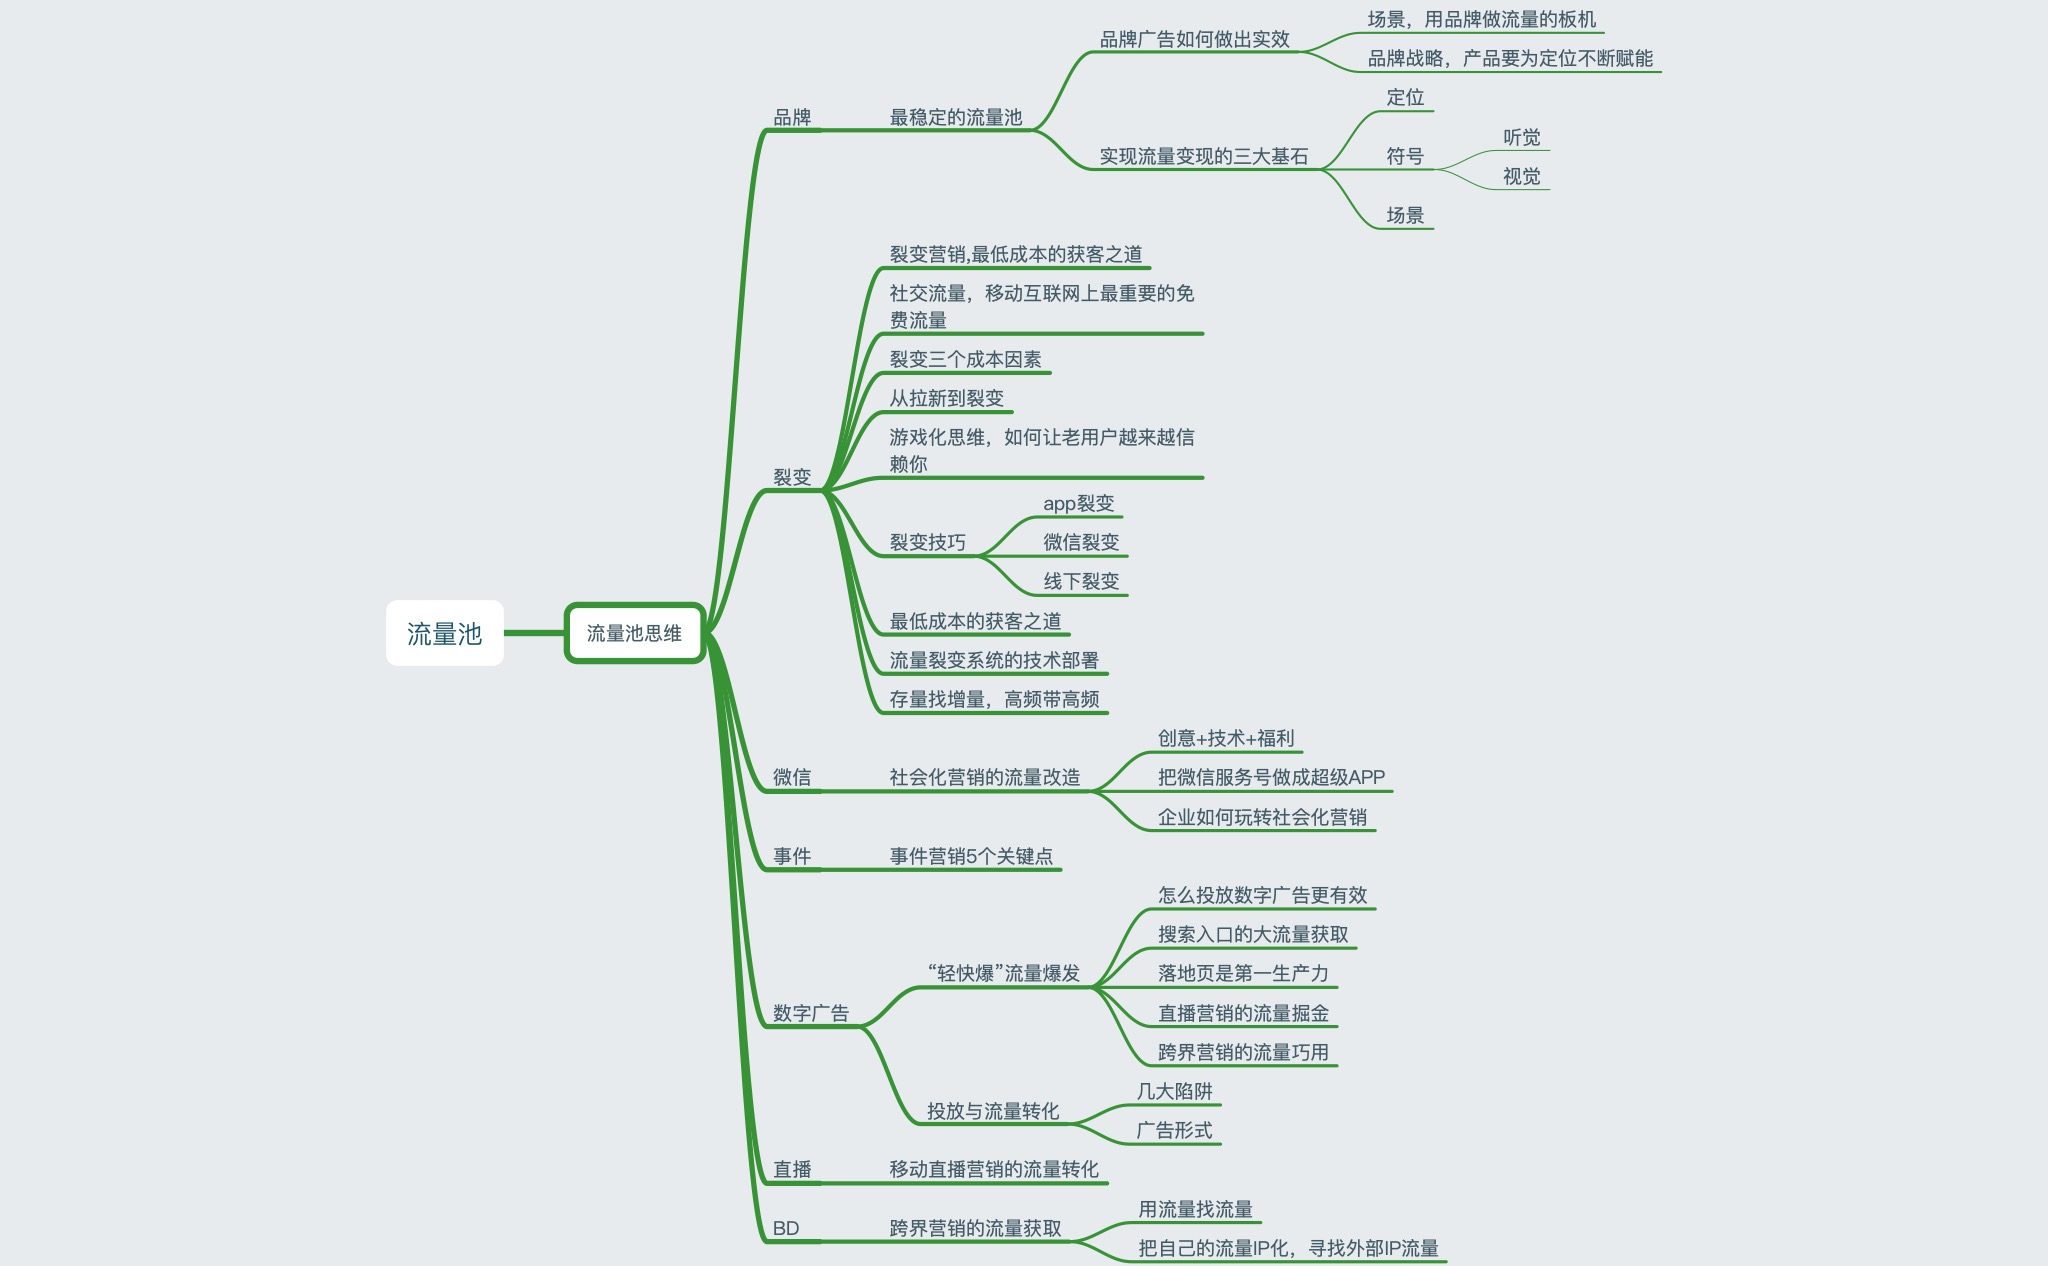 流量池
流量池思维
品牌
最稳定的流量池
品牌广告如何做出实效
场景，用品牌做流量的板机
品牌战略，产品要为定位不断赋能
实现流量变现的三大基石
定位
符号
听觉
视觉
场景
裂变
裂变营销,最低成本的获客之道
社交流量，移动互联网上最重要的免
费流量
裂变三个成本因素
从拉新到裂变
游戏化思维，如何让老用户越来越信
赖你
裂变技巧
app裂变
微信裂变
线下裂变
最低成本的获客之道
流量裂变系统的技术部署
存量找增量，高频带高频
微信
社会化营销的流量改造
创意+技术+福利
把微信服务号做成超级APP
企业如何玩转社会化营销
事件
事件营销5个关键点
数字广告
“轻快爆”流量爆发
怎么投放数字广告更有效
搜索入口的大流量获取
落地页是第一生产力
直播营销的流量掘金
跨界营销的流量巧用
投放与流量转化
几大陷阱
广告形式
直播
移动直播营销的流量转化
BD
跨界营销的流量获取
用流量找流量
把自己的流量IP化，寻找外部IP流量